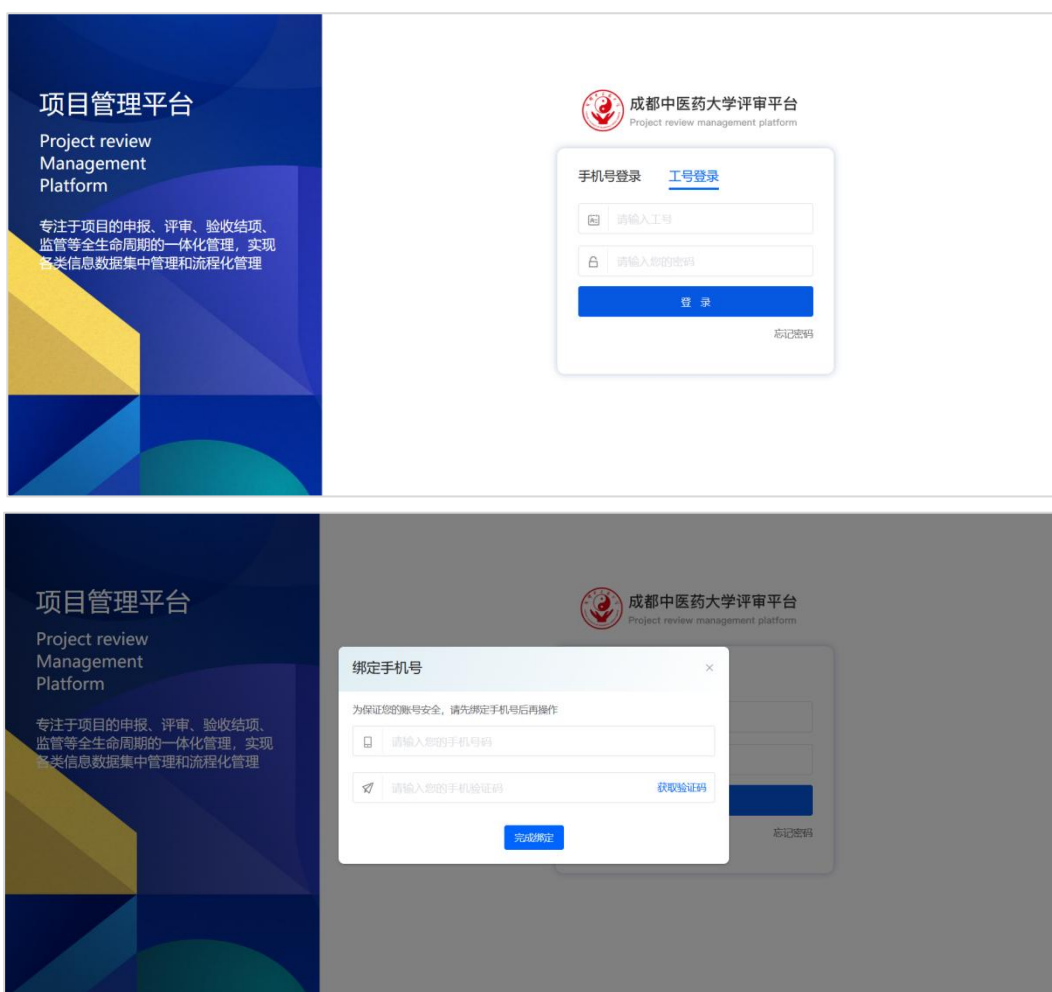 项目管理平台
Project review
Management
Platform
专注于项目的申报、评审、验收结项、
监管等全生命周期的一体化管理，实现
各类信息数据集中管理和流程化管理
成都中医药大学评审平台
Project review management platform
手机号登录 工号登录
请输入工号
请输入您的密码
登 录
忘记密码
项目管理平台
Project review
Management
Platform
专注于项目的申报、评审、验收结项、
监管等全生命周期的一体化管理，实现
各类信息数据集中管理和流程化管理
成都中医药大学评审平台
Project review management platform
绑定手机号
为保证您的账号安全，请先绑定手机号后再操作
请输入您的手机号码
请输入您的手机验证码 获取验证码
完成绑定
忘记密码